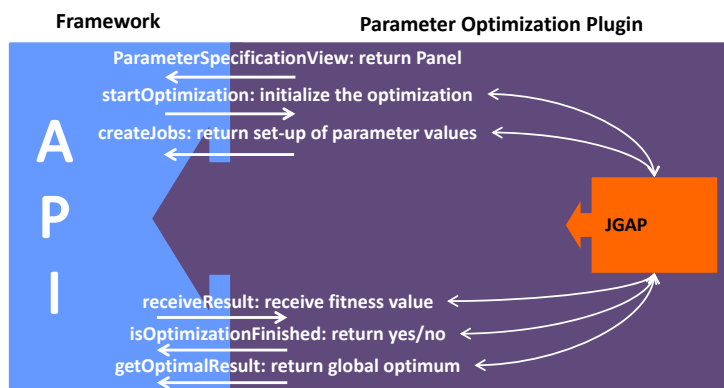 Framework
Parameter Optimization Plugin
ParameterSpecificationView: return Panel
startOptimization: initialize the optimization
createJobs: return set-up of parameter values
A
P
I
JGAP
receiveResult: receive fitness value
isOptimizationFinished: return yes/no
getOptimalResult: return global optimum